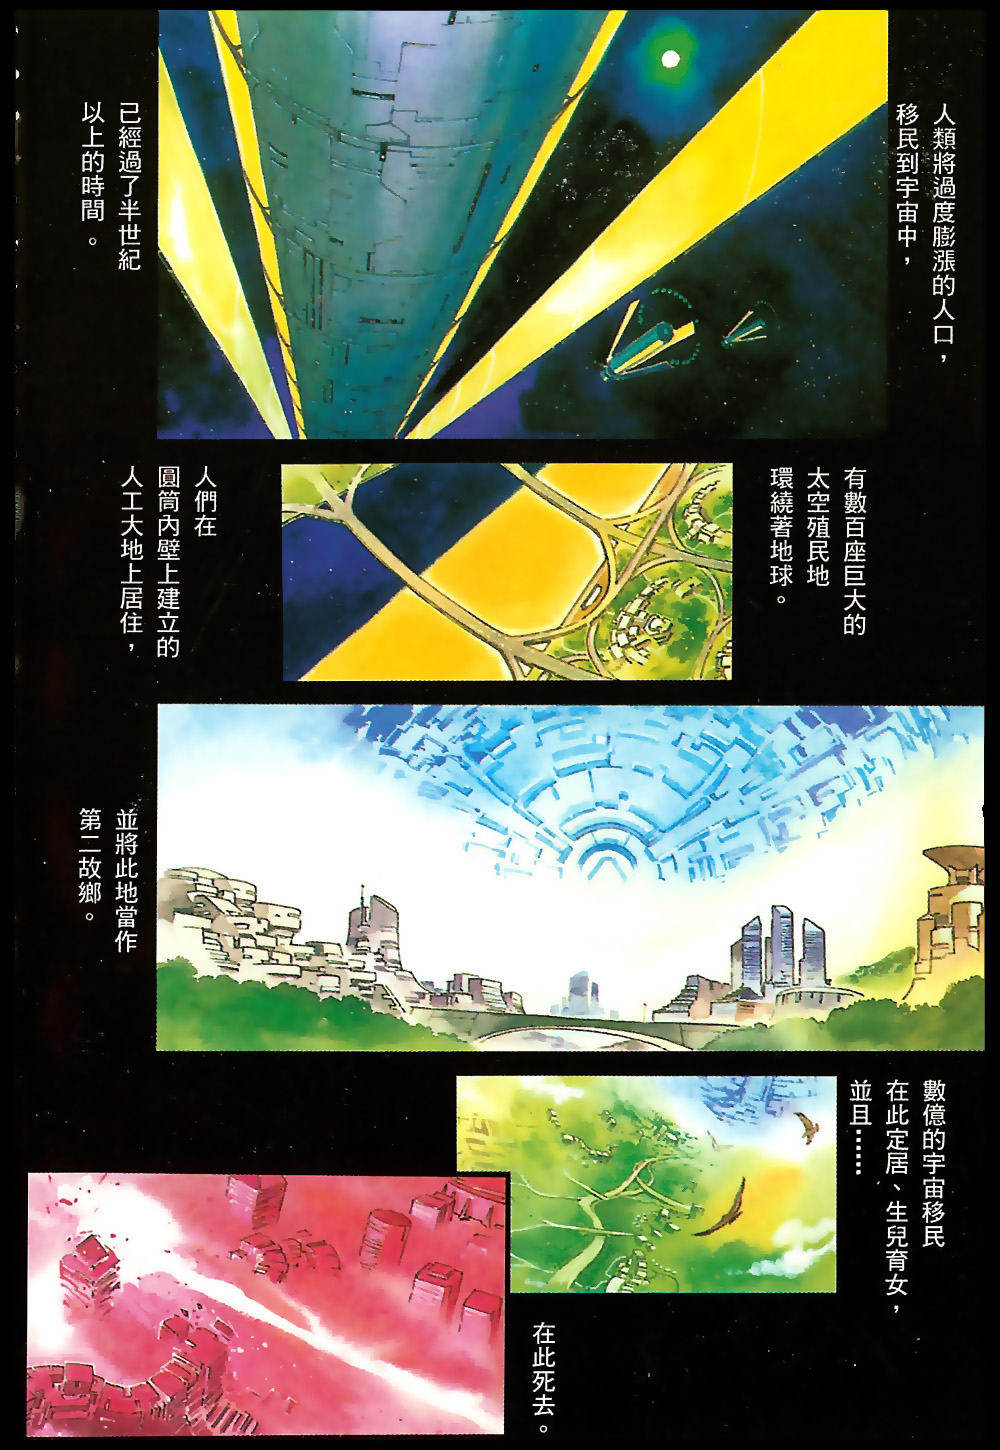 人類將過度膨漲的人口，
移民到宇宙中，
已經過了半世紀
以上的時間。
有數百座巨大的
太空殖民地
環繞著地球。
人們在
圓筒內壁上建立的
人工大地上居住，
並將此地當作
第二故鄉。
數億的宇宙移民
在此定居、生兒育女，
並且⋯⋯
在此死去。